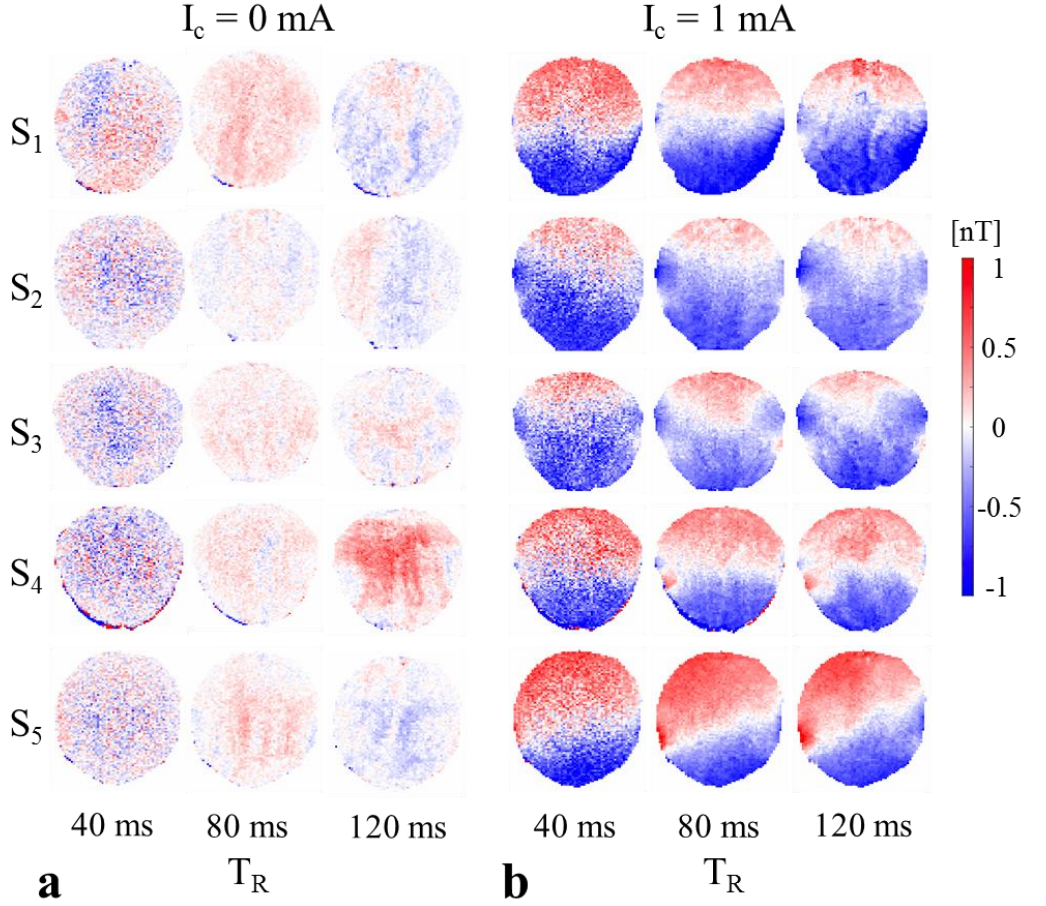 I_c = 0 mA
I_c = 1 mA
S_1
S_2
S_3
S_4
S_5
[nT]
1
0.5
0
-0.5
-1
40 ms 80 ms 120 ms
40 ms 80 ms 120 ms
a T_R
b T_R